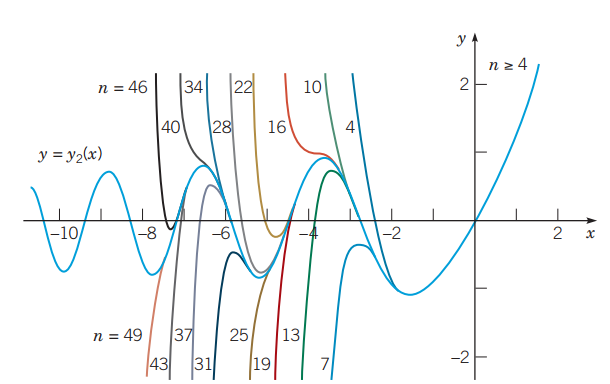 y
n ≥ 4
2
n = 46 34 22 10
40 28 16 4
y = y₂(x)
−10 −8 −6 −4 −2 2 x
n = 49 37 25 13
43 31 19 7
−2